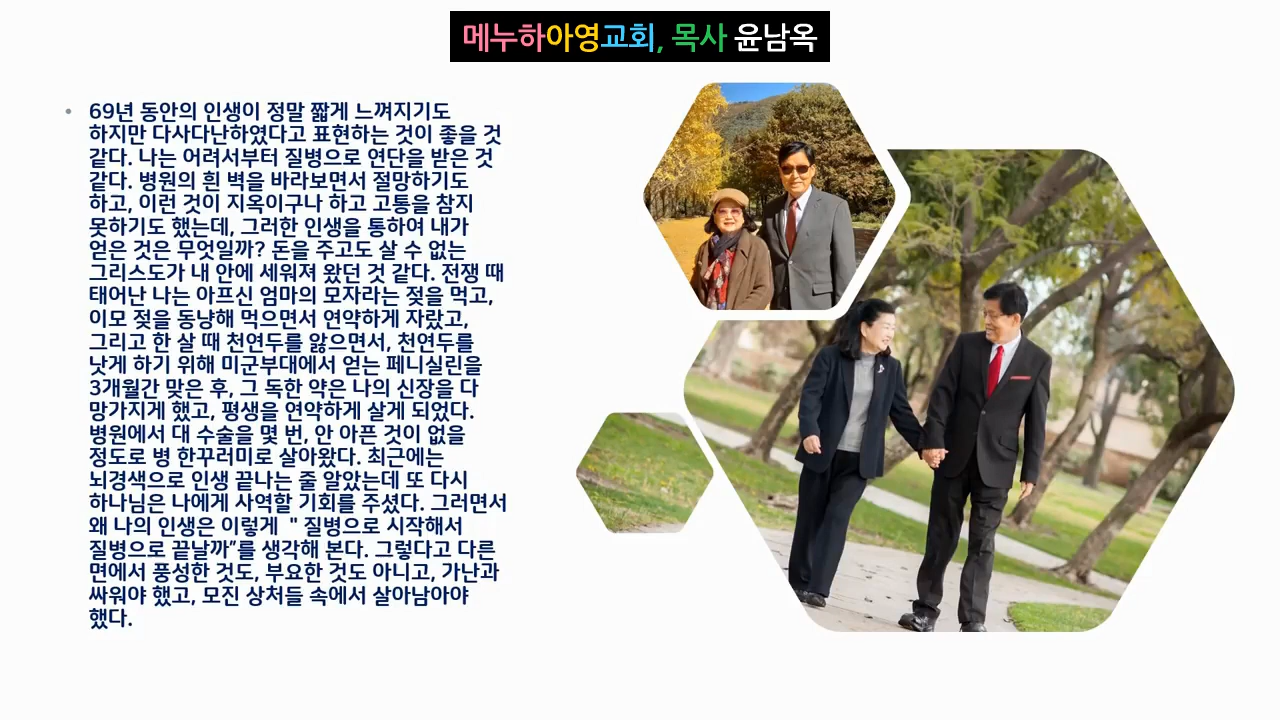 메누하아영교회, 목사 윤남옥
• 69년 동안의 인생이 정말 짧게 느껴지기도
하지만 다사다난하였다고 표현하는 것이 좋을 것
같다. 나는 어려서부터 질병으로 연단을 받은 것
같다. 병원의 흰 벽을 바라보면서 절망하기도
하고, 이런 것이 지옥이구나 하고 고통을 참지
못하기도 했는데, 그러한 인생을 통하여 내가
얻은 것은 무엇일까? 돈을 주고도 살 수 없는
그리스도가 내 안에 세워져 왔던 것 같다. 전쟁 때
태어난 나는 아프신 엄마의 모자라는 젖을 먹고,
이모 젖을 동냥해 먹으면서 연약하게 자랐고,
그리고 한 살 때 천연두를 앓으면서, 천연두를
낫게 하기 위해 미군부대에서 얻는 페니실린을
3개월간 맞은 후, 그 독한 약은 나의 신장을 다
망가지게 했고, 평생을 연약하게 살게 되었다.
병원에서 대 수술을 몇 번, 안 아픈 것이 없을
정도로 병 한꾸러미로 살아왔다. 최근에는
뇌경색으로 인생 끝나는 줄 알았는데 또 다시
하나님은 나에게 사역할 기회를 주셨다. 그러면서
왜 나의 인생은 이렇게 " 질병으로 시작해서
질병으로 끝날까”를 생각해 본다. 그렇다고 다른
면에서 풍성한 것도, 부요한 것도 아니고, 가난과
싸워야 했고, 모진 상처들 속에서 살아남아야
했다.